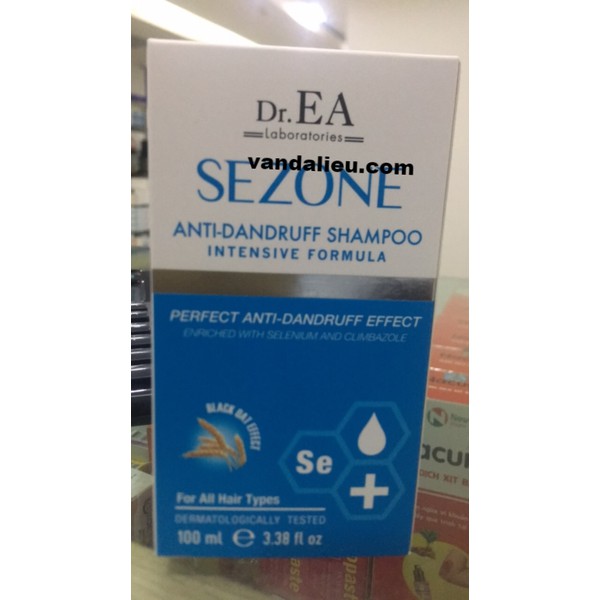 Dr.EA
Laboratories
vandalieu.com
SEZONE
ANTI-DANDRUFF SHAMPOO
INTENSIVE FORMULA
PERFECT ANTI-DANDRUFF EFFECT
ENRICHED WITH SELENIUM AND CLIMBAZOLE
BLACK OAT EFFECT
Se
For All Hair Types
DERMATOLOGICALLY TESTED
100 ml e 3.38 fl oz